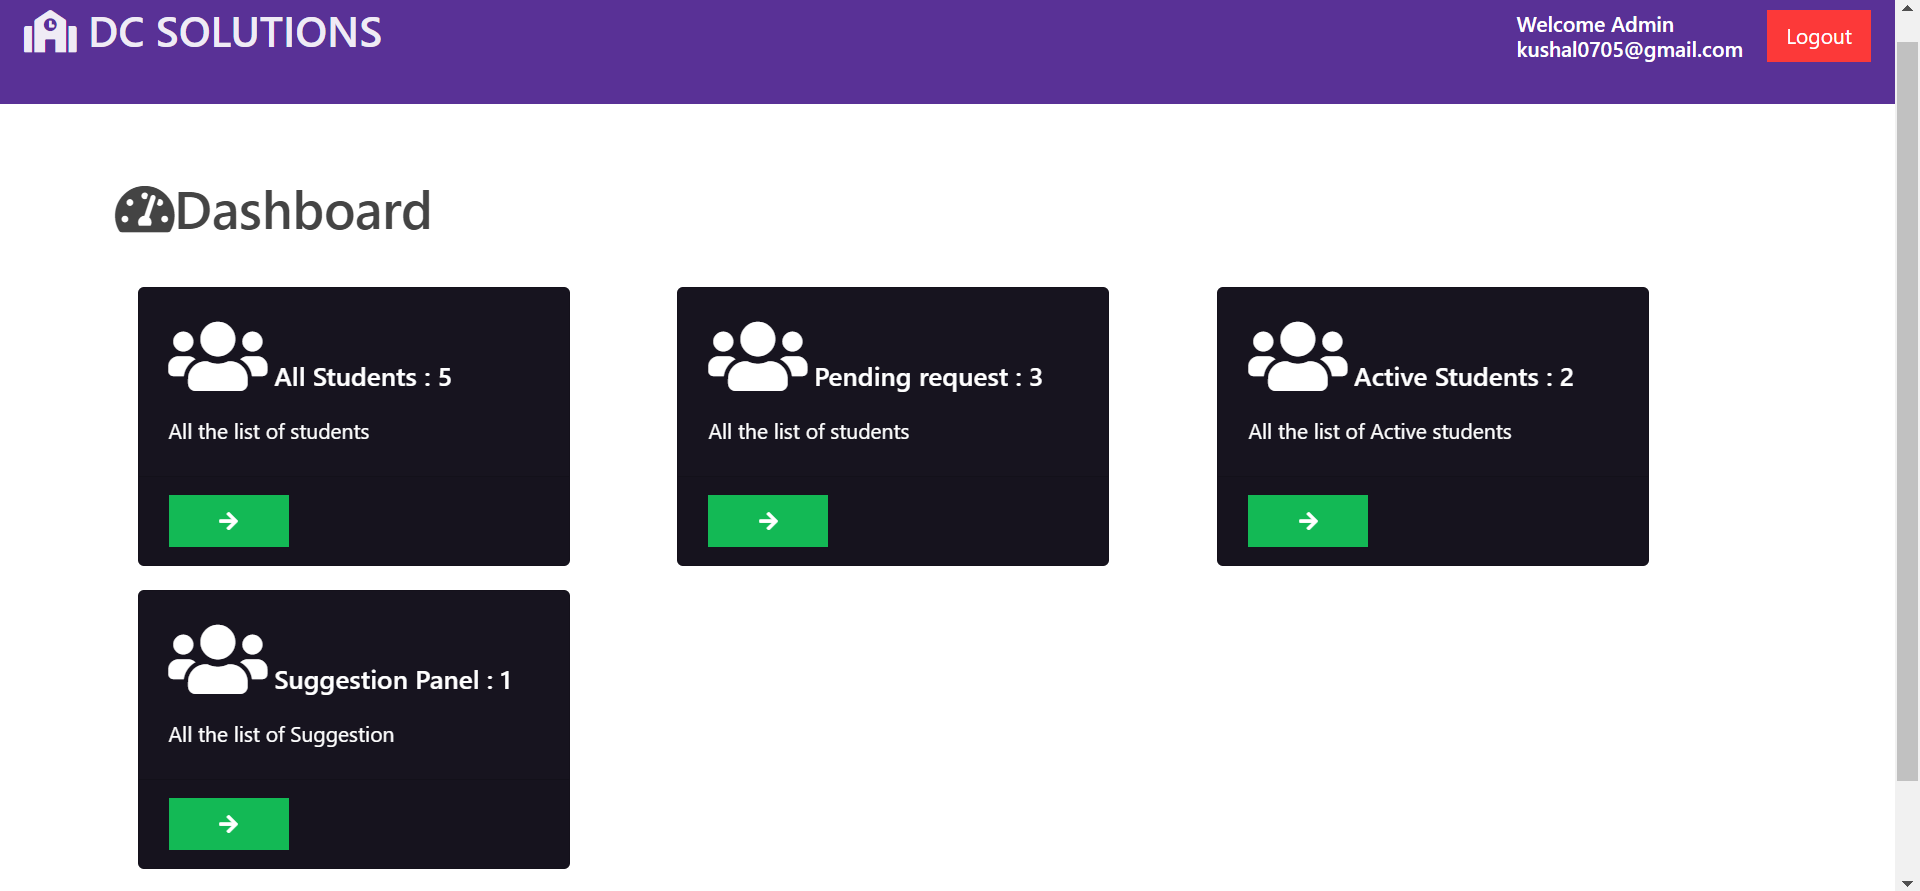 DC SOLUTIONS
Welcome Admin
kushal0705@gmail.com
Logout
Dashboard
All Students : 5
All the list of students
Pending request : 3
All the list of students
Active Students : 2
All the list of Active students
Suggestion Panel : 1
All the list of Suggestion